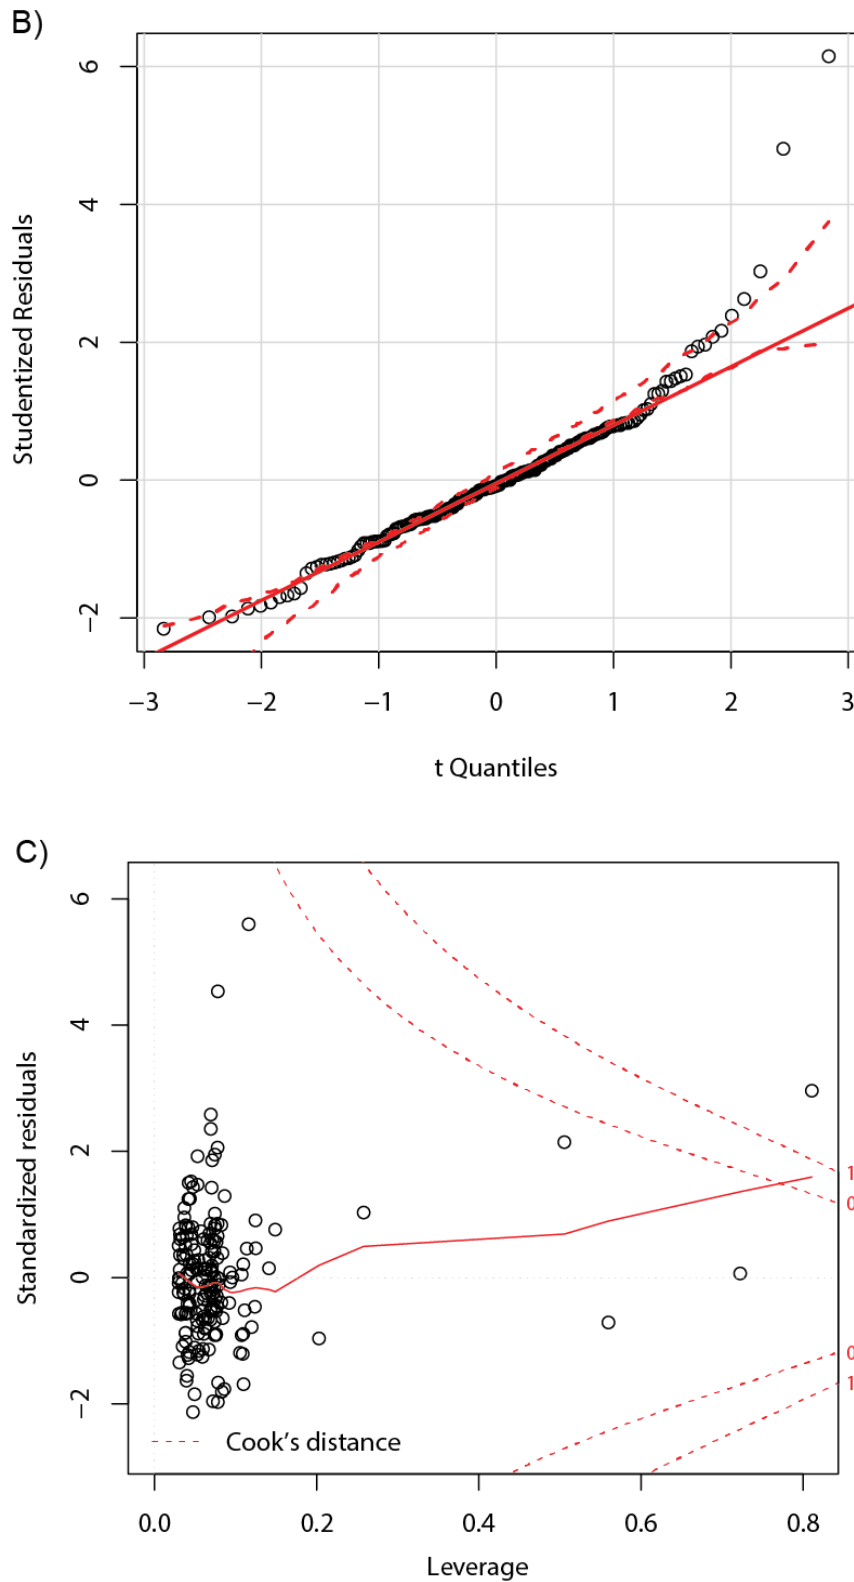 B)
Studentized Residuals
6
4
2
0
−2
−3 −2 −1 0 1 2 3
t Quantiles
C)
Standardized residuals
6
4
2
0
−2
1
0
0
1
Cook's distance
0.0 0.2 0.4 0.6 0.8
Leverage